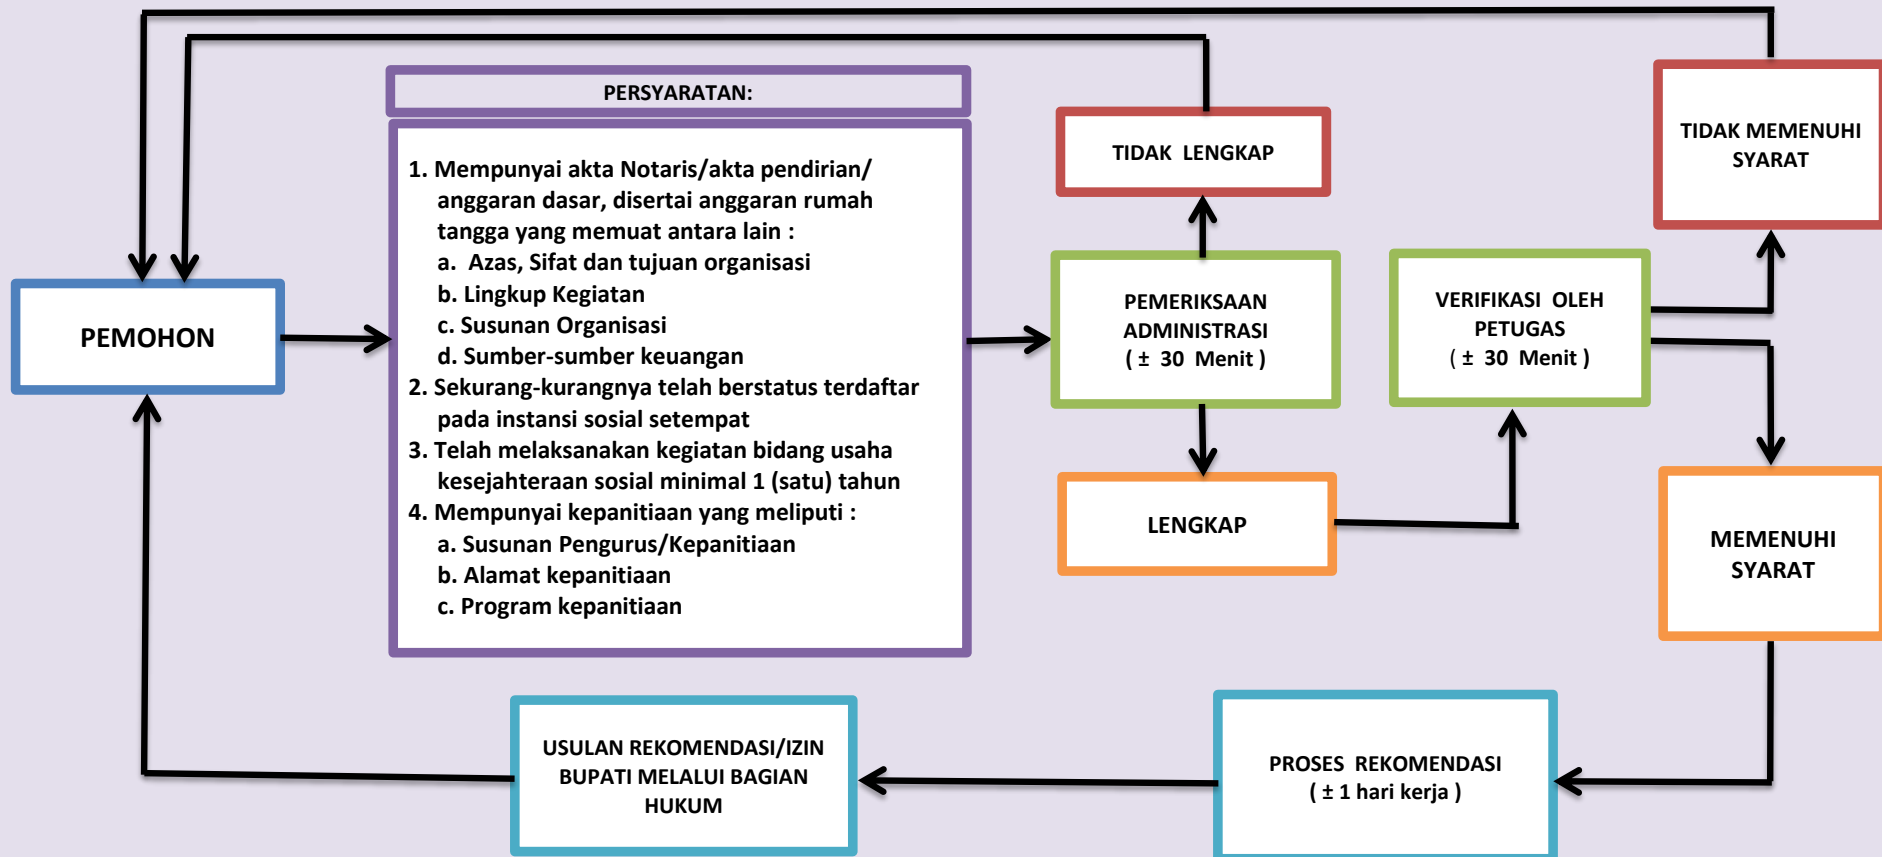 PEMOHON
PERSYARATAN:
1. Mempunyai akta Notaris/akta pendirian/
anggaran dasar, disertai anggaran rumah
tangga yang memuat antara lain :
a. Azas, Sifat dan tujuan organisasi
b. Lingkup Kegiatan
c. Susunan Organisasi
d. Sumber-sumber keuangan
2. Sekurang-kurangnya telah berstatus terdaftar
pada instansi sosial setempat
3. Telah melaksanakan kegiatan bidang usaha
kesejahteraan sosial minimal 1 (satu) tahun
4. Mempunyai kepanitiaan yang meliputi :
a. Susunan Pengurus/Kepanitiaan
b. Alamat kepanitiaan
c. Program kepanitiaan
TIDAK LENGKAP
PEMERIKSAAN
ADMINISTRASI
( ± 30 Menit )
LENGKAP
VERIFIKASI OLEH
PETUGAS
( ± 30 Menit )
TIDAK MEMENUHI
SYARAT
MEMENUHI
SYARAT
PROSES REKOMENDASI
( ± 1 hari kerja )
USULAN REKOMENDASI/IZIN
BUPATI MELALUI BAGIAN
HUKUM